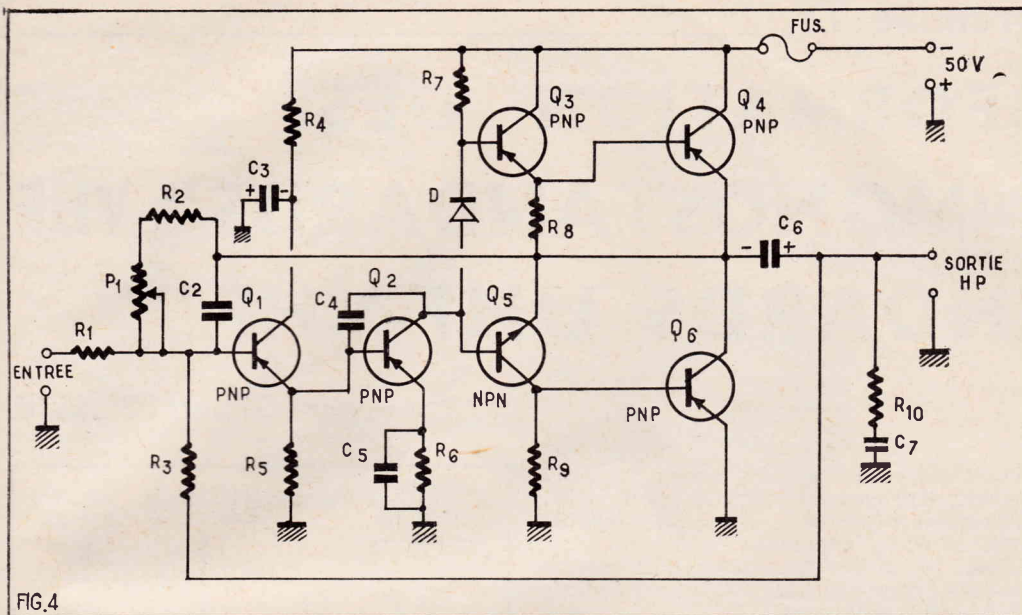 FUS.
−
50V
+
R7
Q3
PNP
Q4
PNP
R4
C3
+
-
R2
D
R8
C6
-
+
P1
C2
Q1
C4
Q2
Q5
SORTIE
HP
R1
Q6
ENTREE
PNP
PNP
NPN
PNP
R10
R3
R5
C5
R6
R9
C7
FIG.4